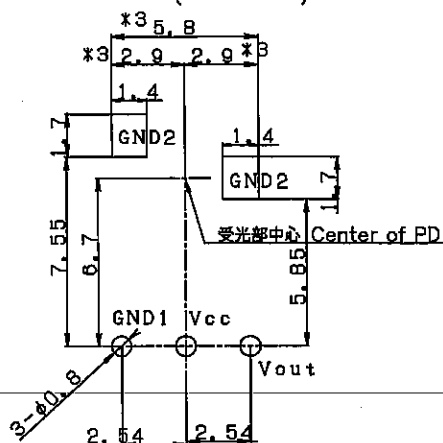 *3 5.8
*3 2.9 2.9 *3
1.4
1.7
GND2
1.4
GND2
1.7
受光部中心 Center of PD
7.55
6.7
5.85
GND1 Vcc
Vout
3-φ0.8
2.54 2.54